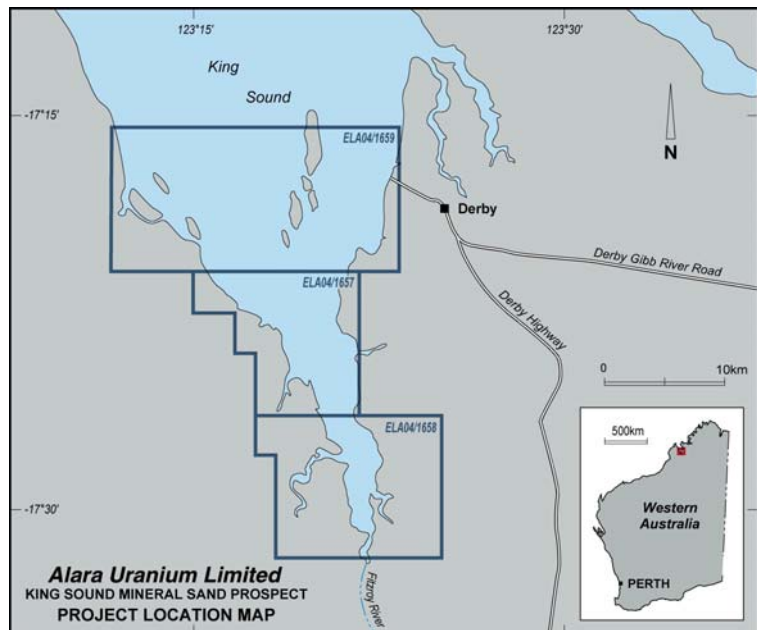 123°15'
123°30'
King
Sound
-17°15'
ELA04/1659
N
Derby
Derby Gibb River Road
ELA04/1657
Derby Highway
0 10km
ELA04/1658
500km
Western
Australia
PERTH
-17°30'
Fitzroy River
Alara Uranium Limited
KING SOUND MINERAL SAND PROSPECT
PROJECT LOCATION MAP